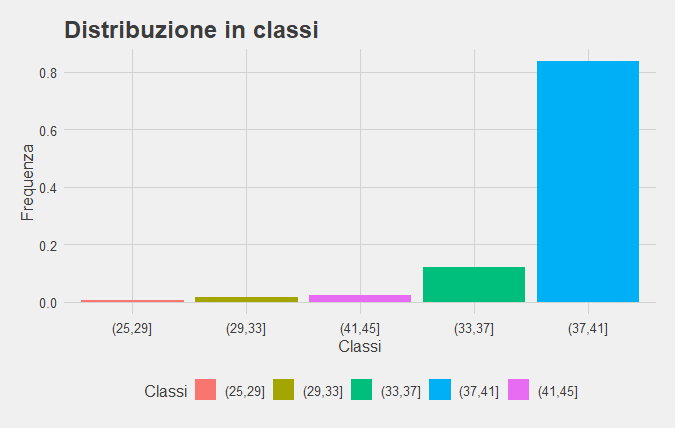 Distribuzione in classi
Frequenza
0.8
0.6
0.4
0.2
0.0
(25,29] (29,33] (41,45] (33,37] (37,41]
Classi
Classi (25,29] (29,33] (33,37] (37,41] (41,45]